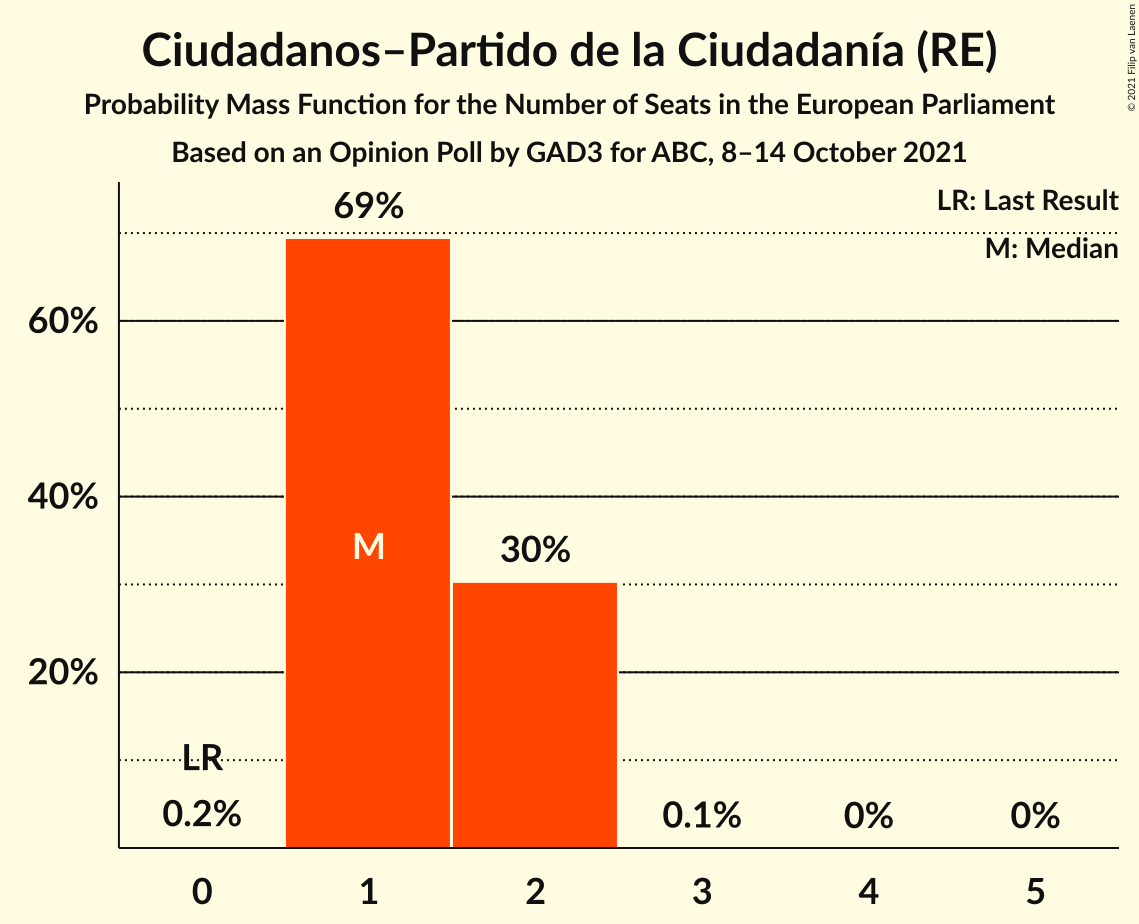 Ciudadanos–Partido de la Ciudadanía (RE)
Probability Mass Function for the Number of Seats in the European Parliament
Based on an Opinion Poll by GAD3 for ABC, 8–14 October 2021
© 2021 Filip van Laenen
LR: Last Result
M: Median
69%
60%
40%
M
30%
20%
LR
0.2%
0.1%
0%
0%
0 1 2 3 4 5